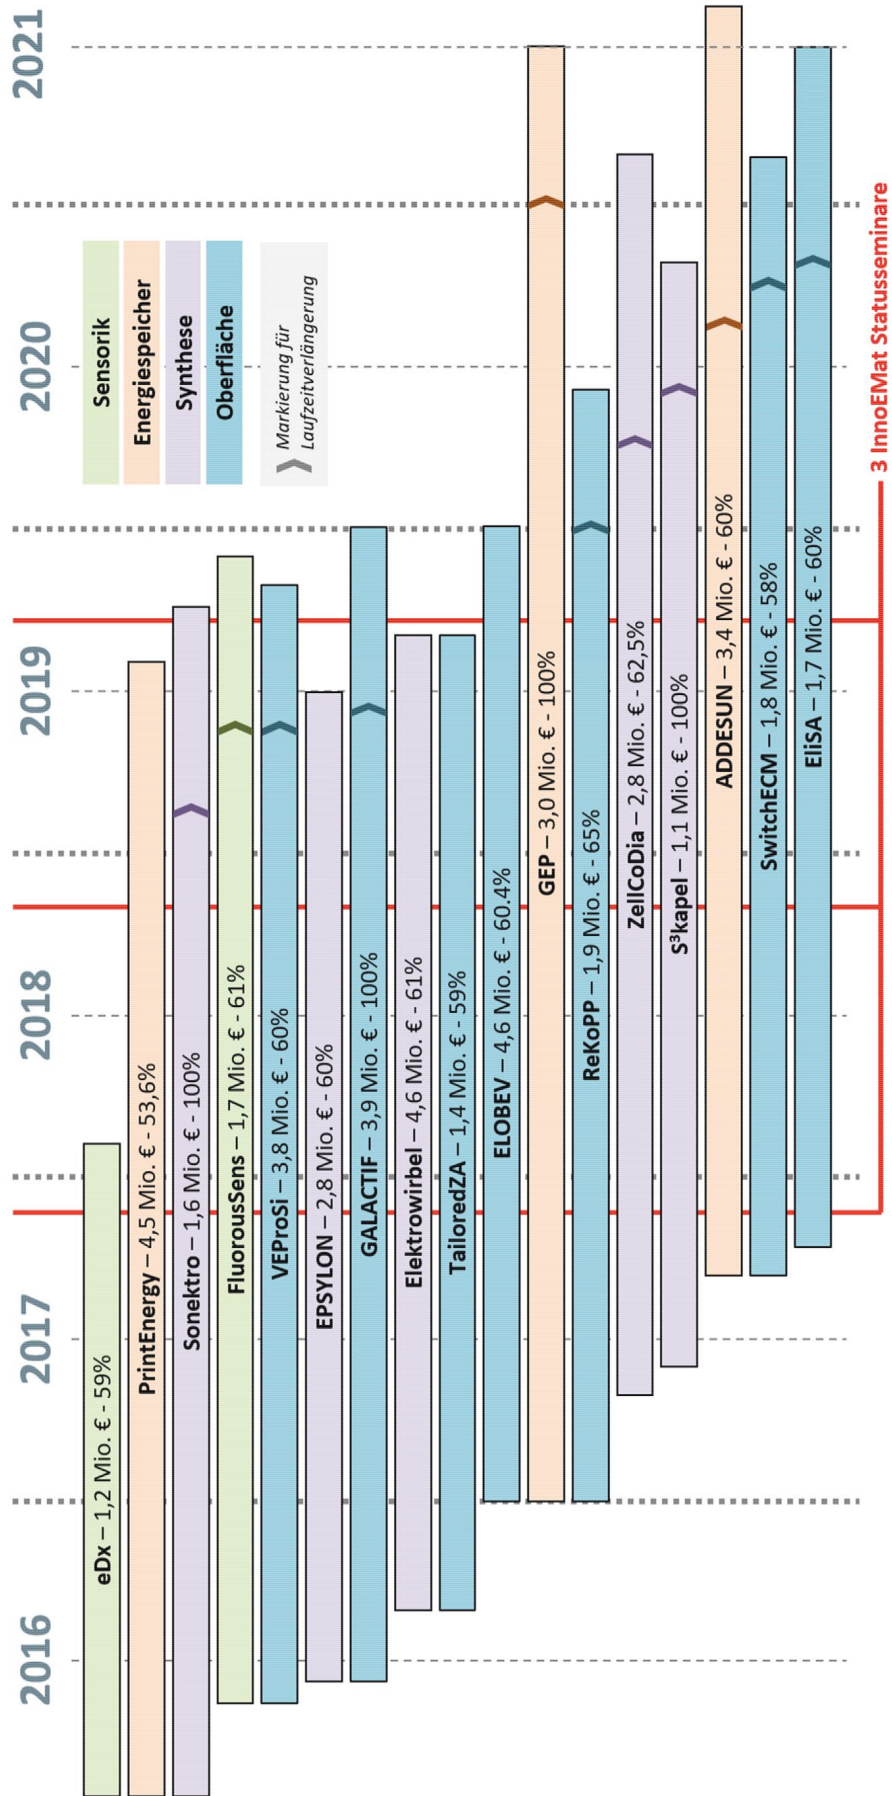 2016
2017
2018
2019
2020
2021
Sensorik
Energiespeicher
Synthese
Oberfläche
Markierung für
Laufzeitverlängerung
eDx – 1,2 Mio. € - 59%
PrintEnergy – 4,5 Mio. € - 53,6%
Sonektro – 1,6 Mio. € - 100%
FluorousSens – 1,7 Mio. € - 61%
VEProSi – 3,8 Mio. € - 60%
EPSYLON – 2,8 Mio. € - 60%
GALACTIF – 3,9 Mio. € - 100%
Elektrowirbel – 4,6 Mio. € - 61%
TailoredZA – 1,4 Mio. € - 59%
ELOBEV – 4,6 Mio. € - 60.4%
GEP – 3,0 Mio. € - 100%
ReKoPP – 1,9 Mio. € - 65%
ZellCoDia – 2,8 Mio. € - 62,5%
S³kapel – 1,1 Mio. € - 100%
ADDESUN – 3,4 Mio. € - 60%
SwitchECM – 1,8 Mio. € - 58%
EliSA – 1,7 Mio. € - 60%
3 InnoEMat Statusseminare